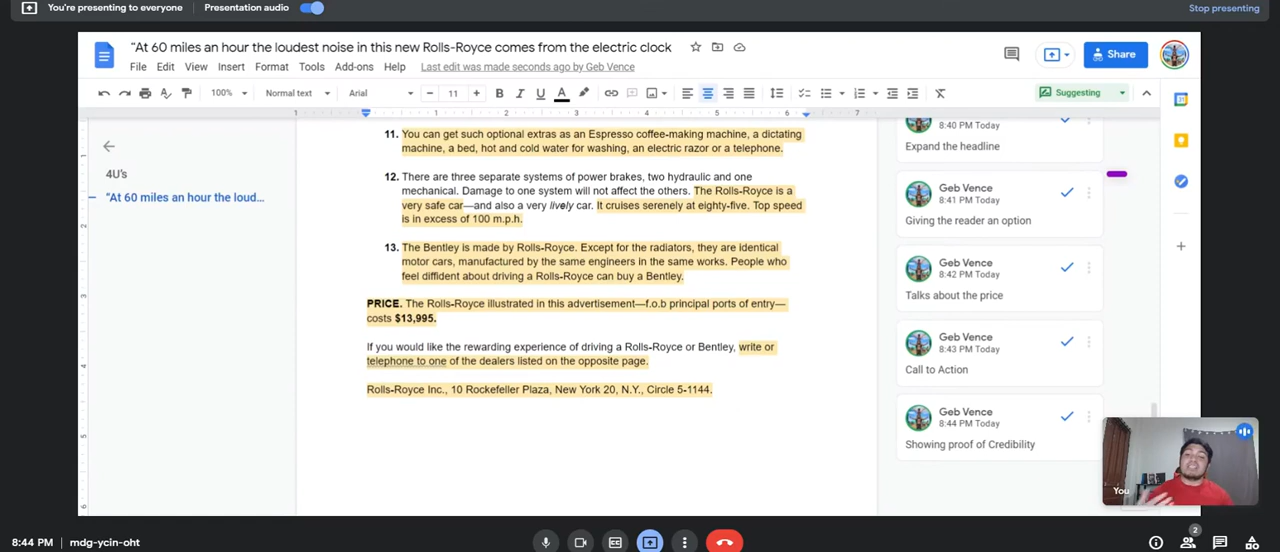 You're presenting to everyone
Presentation audio
Stop presenting
“At 60 miles an hour the loudest noise in this new Rolls-Royce comes from the electric clock
File Edit View Insert Format Tools Add-ons Help Last edit was made seconds ago by Geb Vence
Share
100% Normal text Arial 11 B I U A Suggesting
1 1 2 3 4 5 6 7
4U's
“At 60 miles an hour the loud...
11. You can get such optional extras as an Espresso coffee-making machine, a dictating
machine, a bed, hot and cold water for washing, an electric razor or a telephone.
12. There are three separate systems of power brakes, two hydraulic and one
mechanical. Damage to one system will not affect the others. The Rolls-Royce is a
very safe car—and also a very lively car. It cruises serenely at eighty-five. Top speed
is in excess of 100 m.p.h.
13. The Bentley is made by Rolls-Royce. Except for the radiators, they are identical
motor cars, manufactured by the same engineers in the same works. People who
feel diffident about driving a Rolls-Royce can buy a Bentley.
PRICE. The Rolls-Royce illustrated in this advertisement—f.o.b principal ports of entry—
costs $13,995.
If you would like the rewarding experience of driving a Rolls-Royce or Bentley, write or
telephone to one of the dealers listed on the opposite page.
Rolls-Royce Inc., 10 Rockefeller Plaza, New York 20, N.Y., Circle 5-1144.
8:40 PM Today
Expand the headline
Geb Vence
8:41 PM Today
Giving the reader an option
Geb Vence
8:42 PM Today
Talks about the price
Geb Vence
8:43 PM Today
Call to Action
Geb Vence
8:44 PM Today
Showing proof of Credibility
You
8:44 PM | mdg-ycin-oht
2